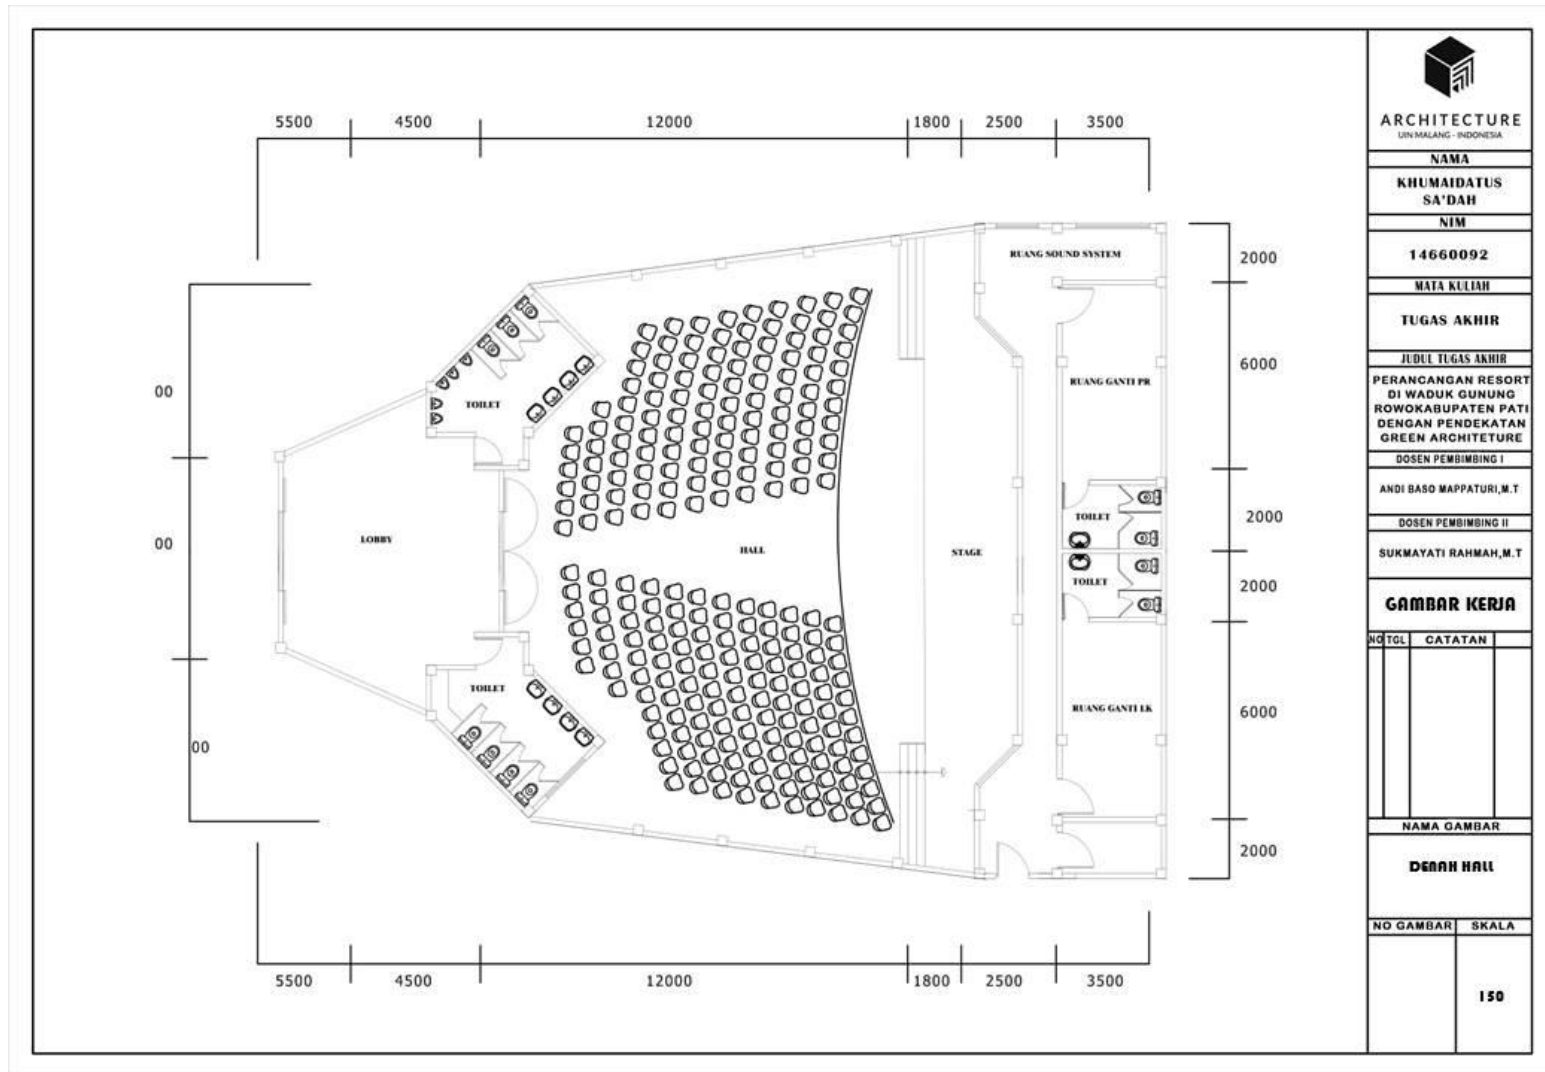 5500 4500 12000 1800 2500 3500
2000
6000
2000
2000
6000
2000
00
00
00
RUANG SOUND SYSTEM
RUANG GANTI PR
TOILET
TOILET
RUANG GANTI LK
TOILET
LOBBY
HALL
STAGE
TOILET
5500 4500 12000 1800 2500 3500
ARCHITECTURE
UIN MALANG - INDONESIA
NAMA
KHUMAIDATUS
SA'DAH
NIM
14660092
MATA KULIAH
TUGAS AKHIR
JUDUL TUGAS AKHIR
PERANCANGAN RESORT
DI WADUK GUNUNG
ROWOKABUPATEN PATI
DENGAN PENDEKATAN
GREEN ARCHITETURE
DOSEN PEMBIMBING I
ANDI BASO MAPPATURI,M.T
DOSEN PEMBIMBING II
SUKMAYATI RAHMAH,M.T
GAMBAR KERJA
NO TGL CATATAN
NAMA GAMBAR
DENAH HALL
NO GAMBAR SKALA
150